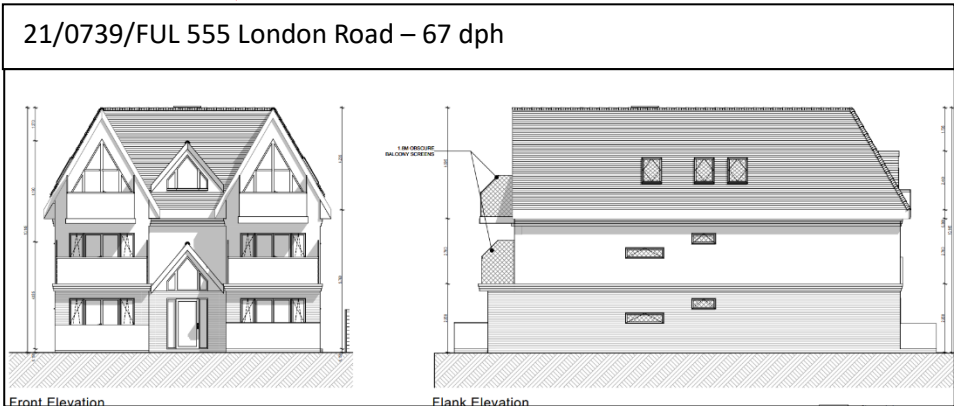 21/0739/FUL 555 London Road – 67 dph
1.8M OBSCURE
BALCONY SCREENS
Front Elevation
Flank Elevation